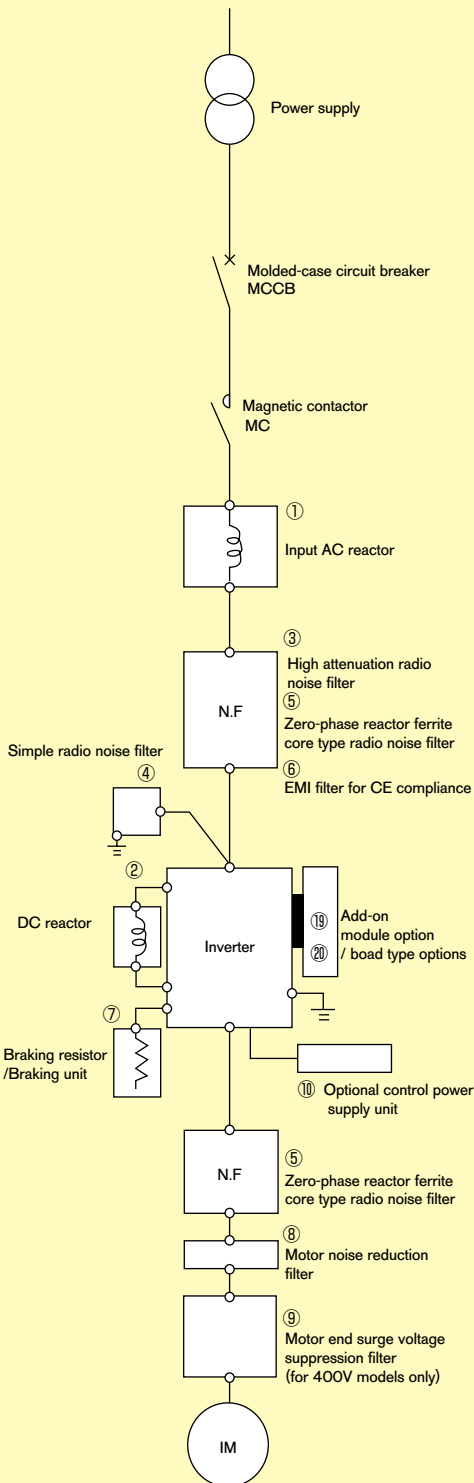 Power supply
Molded-case circuit breaker
MCCB
Magnetic contactor
MC
①
Input AC reactor
③
High attenuation radio
noise filter
N.F
⑤
Zero-phase reactor ferrite
core type radio noise filter
Simple radio noise filter
④
⑥
EMI filter for CE compliance
②
DC reactor
Inverter
⑲ Add-on
module option
⑳ / boad type options
⑦
Braking resistor
/Braking unit
⑩ Optional control power
supply unit
N.F
⑤
Zero-phase reactor ferrite
core type radio noise filter
⑧
Motor noise reduction
filter
⑨
Motor end surge voltage
suppression filter
(for 400V models only)
IM